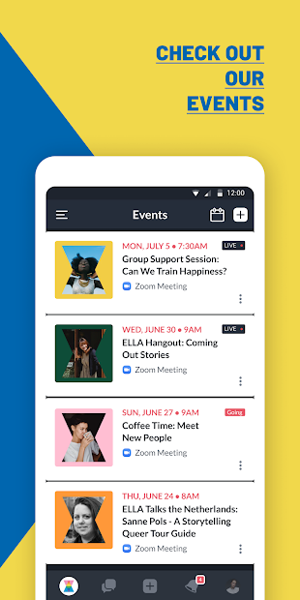 CHECK OUT
OUR
EVENTS
12:00
Events
MON, JULY 5 • 7:30AM
LIVE
Group Support Session:
Can We Train Happiness?
Zoom Meeting
WED, JUNE 30 • 9AM
LIVE
ELLA Hangout: Coming
Out Stories
Zoom Meeting
SUN, JUNE 27 • 9AM
Going
Coffee Time: Meet
New People
Zoom Meeting
THU, JUNE 24 • 8AM
ELLA Talks the Netherlands:
Sanne Pols - A Storytelling
Queer Tour Guide
Zoom Meeting